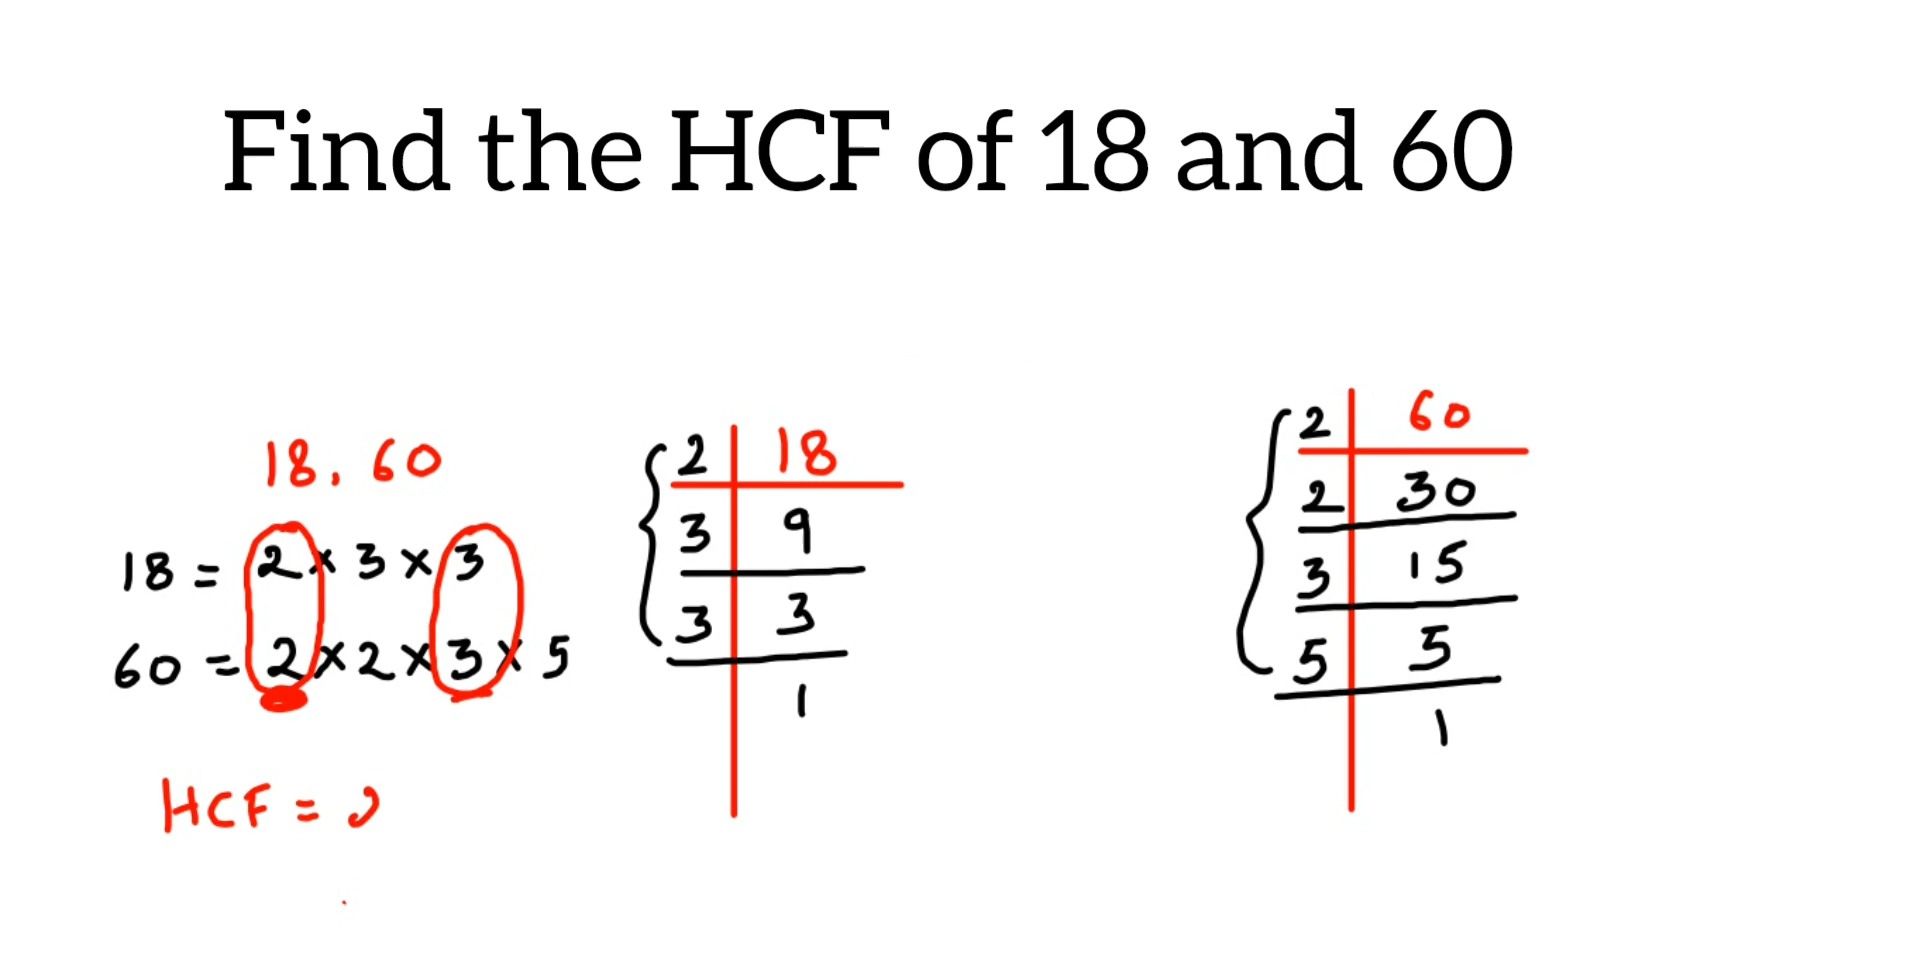 Find the HCF of 18 and 60
18, 60
18 = 2 × 3 × 3
60 = 2 × 2 × 3 × 5
HCF =
2 18
3 9
3 3
1
2 60
2 30
3 15
5 5
1